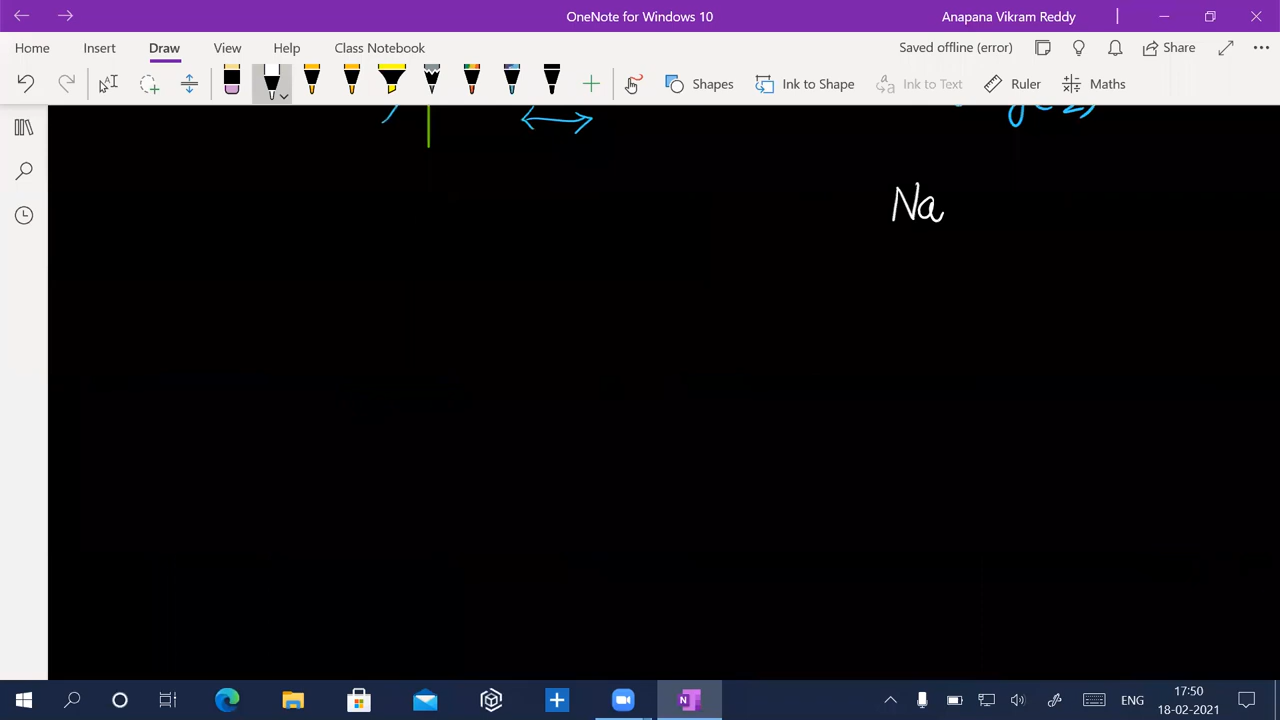 OneNote for Windows 10
Anapana Vikram Reddy
Home Insert Draw View Help Class Notebook
Saved offline (error) Share
Shapes Ink to Shape Ink to Text Ruler Maths
Na
ENG
17:50
18-02-2021